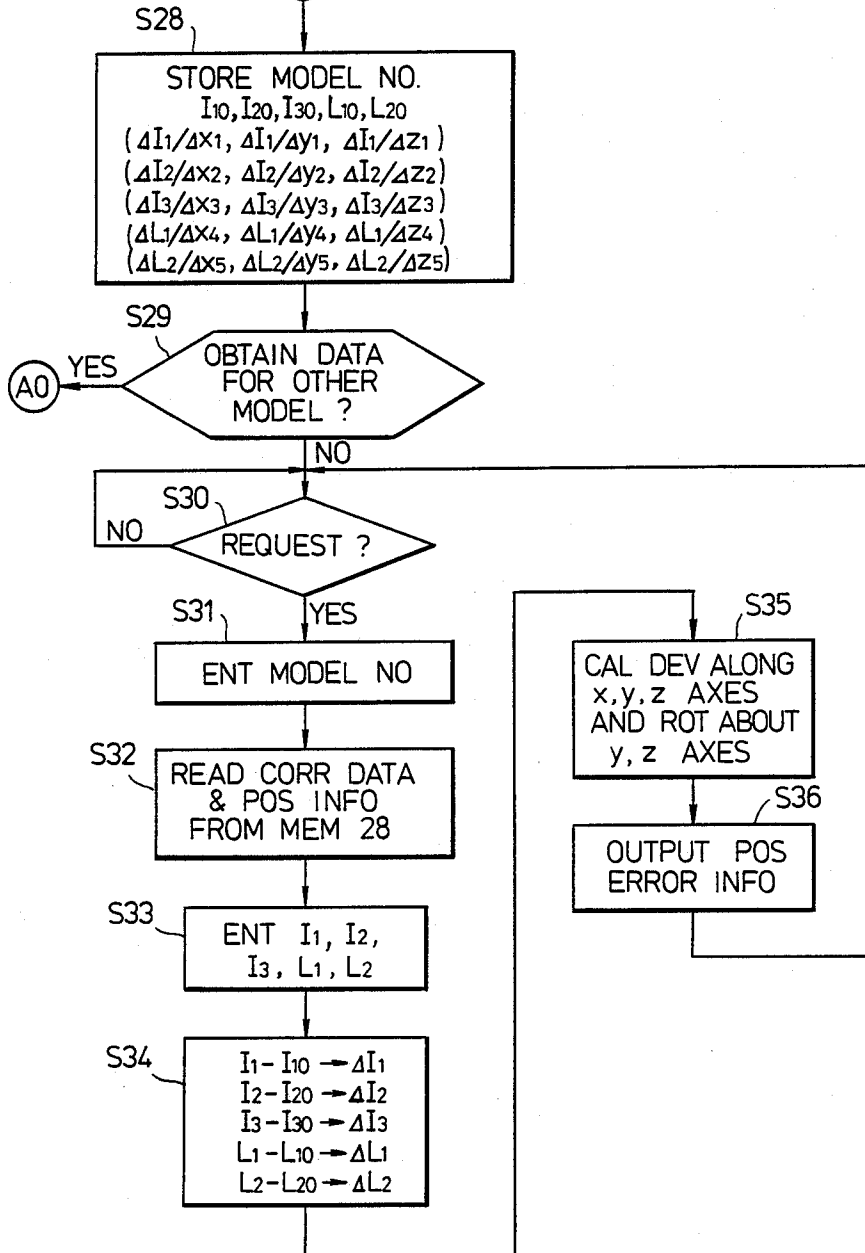 S28
STORE MODEL NO.
I10, I20, I30, L10, L20
(ΔI1/Δx1, ΔI1/Δy1, ΔI1/Δz1)
(ΔI2/Δx2, ΔI2/Δy2, ΔI2/Δz2)
(ΔI3/Δx3, ΔI3/Δy3, ΔI3/Δz3)
(ΔL1/Δx4, ΔL1/Δy4, ΔL1/Δz4)
(ΔL2/Δx5, ΔL2/Δy5, ΔL2/Δz5)
S29
OBTAIN DATA
FOR OTHER
MODEL ?
YES
A0
NO
S30
REQUEST ?
NO
YES
S31
ENT MODEL NO
S32
READ CORR DATA
& POS INFO
FROM MEM 28
S33
ENT I1, I2,
I3, L1, L2
S34
I1-I10→ΔI1
I2-I20→ΔI2
I3-I30→ΔI3
L1-L10→ΔL1
L2-L20→ΔL2
S35
CAL DEV ALONG
x,y,z AXES
AND ROT ABOUT
y,z AXES
S36
OUTPUT POS
ERROR INFO